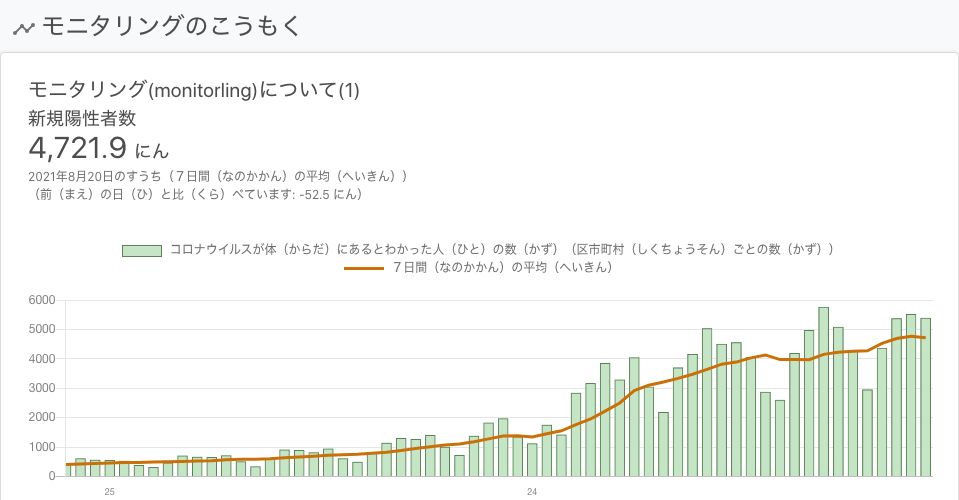 モニタリングのこうもく
モニタリング(monitorling)について(1)
新規陽性者数
4,721.9 にん
2021年8月20日のすうち（７日間（なのかかん）の平均（へいきん））
（前（まえ）の日（ひ）と比（くら）べています: -52.5 にん）
コロナウイルスが体（からだ）にあるとわかった人（ひと）の数（かず）（区市町村（しくちょうそん）ごとの数（かず））
７日間（なのかかん）の平均（へいきん）
6000
5000
4000
3000
2000
1000
0
25 24